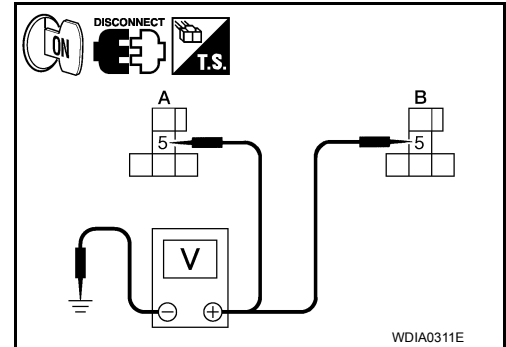 DISCONNECT
ON
T.S.
A
B
5
5
V
− +
WDIA0311E